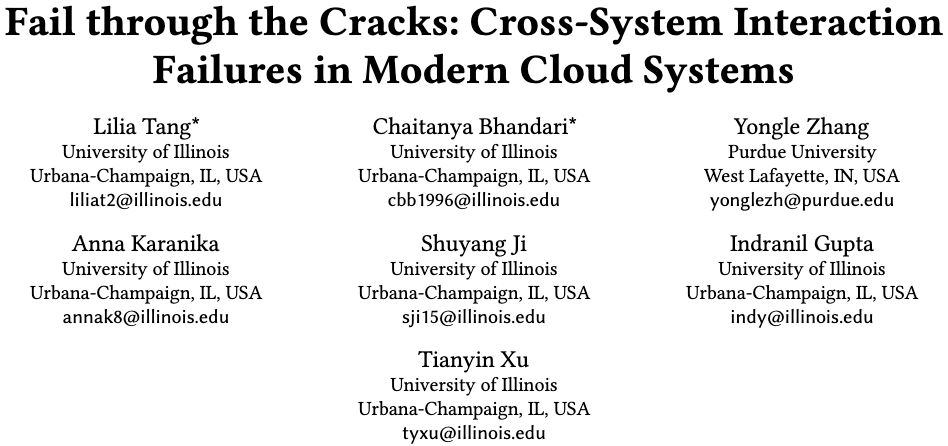 Fail through the Cracks: Cross-System Interaction
Failures in Modern Cloud Systems
Lilia Tang*
University of Illinois
Urbana-Champaign, IL, USA
liliat2@illinois.edu
Chaitanya Bhandari*
University of Illinois
Urbana-Champaign, IL, USA
cbb1996@illinois.edu
Yongle Zhang
Purdue University
West Lafayette, IN, USA
yonglezh@purdue.edu
Anna Karanika
University of Illinois
Urbana-Champaign, IL, USA
annak8@illinois.edu
Shuyang Ji
University of Illinois
Urbana-Champaign, IL, USA
sji15@illinois.edu
Indranil Gupta
University of Illinois
Urbana-Champaign, IL, USA
indy@illinois.edu
Tianyin Xu
University of Illinois
Urbana-Champaign, IL, USA
tyxu@illinois.edu